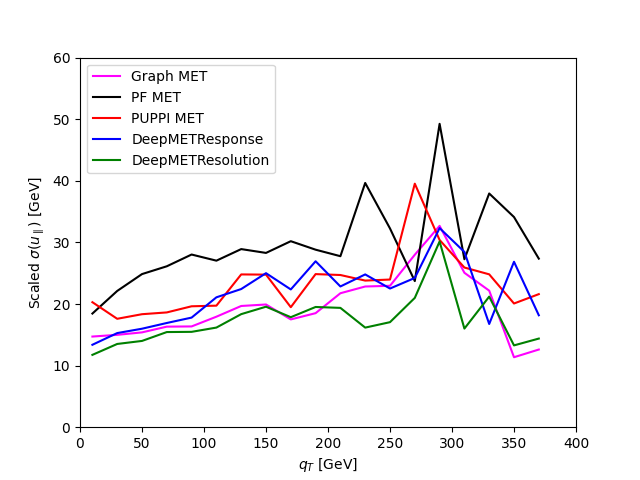 60
50
40
30
20
10
0
Scaled σ(u∥) [GeV]
Graph MET
PF MET
PUPPI MET
DeepMETResponse
DeepMETResolution
0 50 100 150 200 250 300 350 400
qT [GeV]